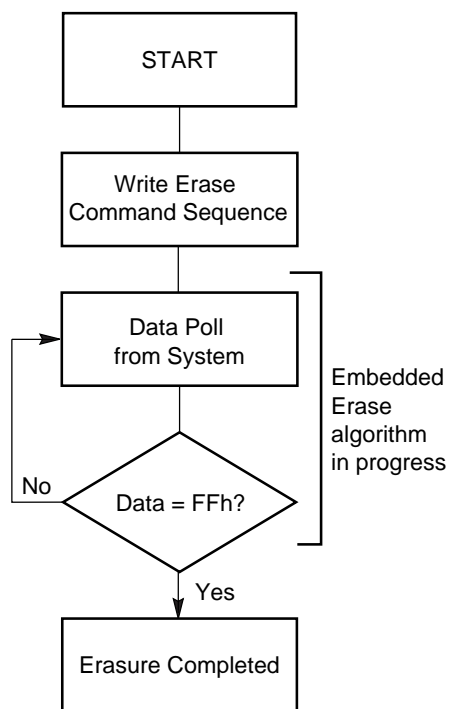 START
Write Erase
Command Sequence
Data Poll
from System
Embedded
Erase
algorithm
in progress
No
Data = FFh?
Yes
Erasure Completed